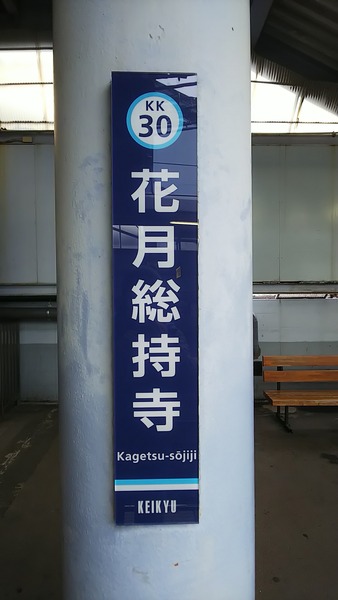 KK
30
花月総持寺
Kagetsu-sōjiji
KEIKYU